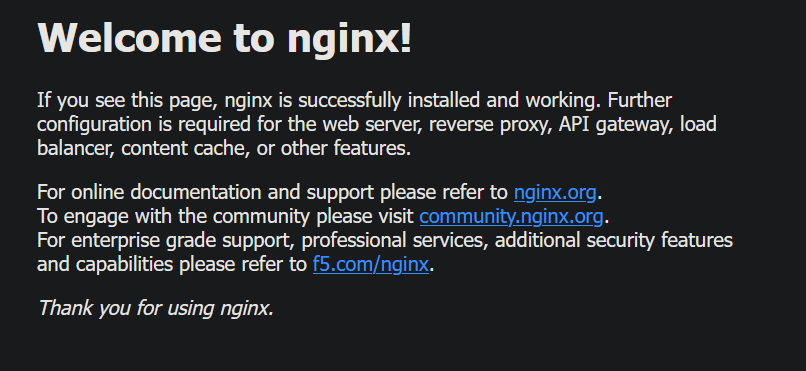 Welcome to nginx!
If you see this page, nginx is successfully installed and working. Further
configuration is required for the web server, reverse proxy, API gateway, load
balancer, content cache, or other features.
For online documentation and support please refer to nginx.org.
To engage with the community please visit community.nginx.org.
For enterprise grade support, professional services, additional security features
and capabilities please refer to f5.com/nginx.
Thank you for using nginx.